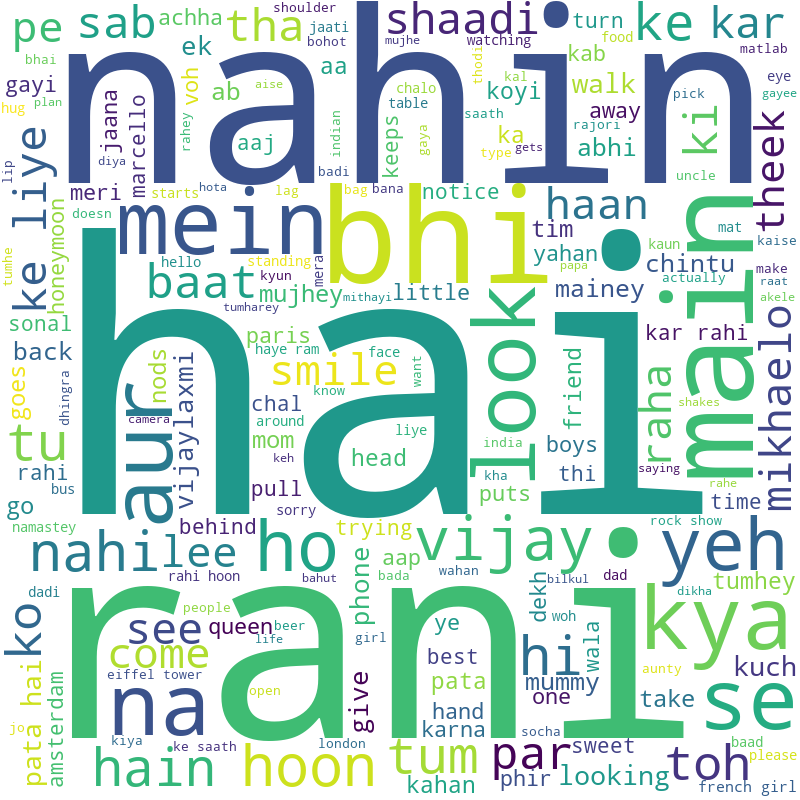 pe
sab
achha
tha
shoulder
jaati
bohot
mujhe
shaadi
watching
turn
food
ke
kar
matlab
bhai
ek
voh
ab
aise
aa
thodi
kab
koyi
chalo
kal
walk
eye
gayi
plan
hug
jaana
marcello
nahin
aaj
rahey
indian
keeps
table
gaya
saath
type
ka
gets
away
rajori
abhi
pick
ki
gayee
theek
uncle
lip
ke liye
diya
badi
meri
starts
hota
lag
bag
bana
notice
haan
mat
tumhe
honeymoon
mein
bhi
tim
yahan
kaun
kaise
hello
standing
kyun
mera
papa
chintu
make
actually
raat
akele
baat
mujhey
mithayi
little
mainey
main
sonal
tumharey
paris
haye ram
face
look
kar rahi
mikhaelo
back
nods
vijaylaxmi
smile
want
friend
raha
goes
dhingra
aur
hai
know
chal
around
liye
shakes
tu
camera
mom
head
india
boys
saying
rahi
bus
keh
kha
thi
rahe
time
go
pull
sorry
puts
namastey
behind
trying
vijay
rock show
nahi
lee
ho
aap
yeh
rahi hoon
bahut
phone
bada
wahan
bilkul
dad
tumhey
dadi
people
dekh
woh
dikha
ko
see
queen
beer
life
rani
ye
girl
hi
wala
kya
come
eiffel tower
best
aunty
kuch
pata hai
amsterdam
na
open
give
pata
mummy
one
take
se
jo
hand
karna
socha
kiya
ke saath
london
par
sweet
baad
please
hain
hoon
tum
kahan
phir
looking
toh
french girl
doesn